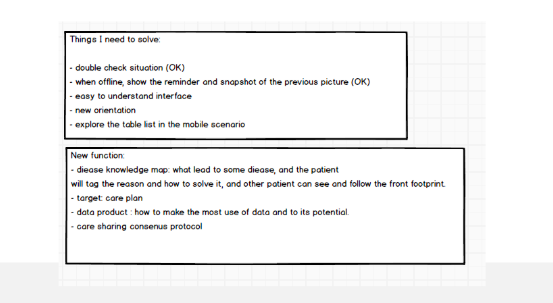 Things I need to solve:
- double check situation (OK)
- when offline, show the reminder and snapshot of the previous picture (OK)
- easy to understand interface
- new orientation
- explore the table list in the mobile scenario
New function:
- diease knowledge map: what lead to some diease, and the patient
will tag the reason and how to solve it, and other patient can see and follow the front footprint.
- target: care plan
- data product : how to make the most use of data and to its potential.
- care sharing consenus protocol